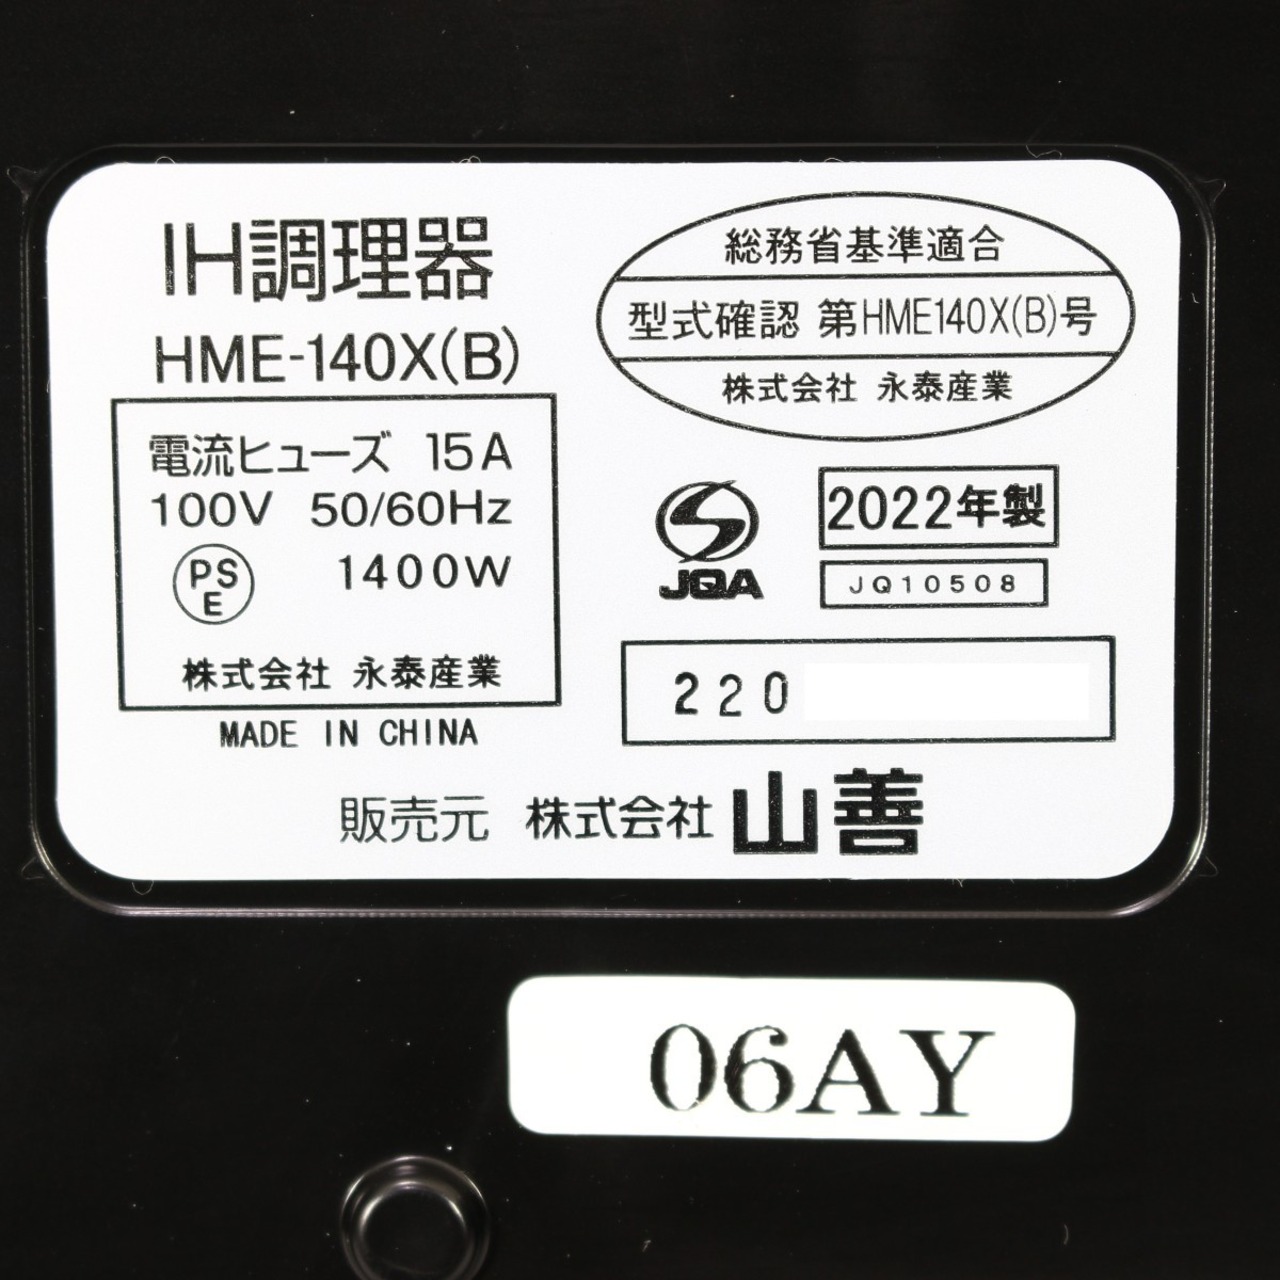 IH調理器
HME-140X(B)
電流ヒューズ 15A
100V 50/60Hz
PS
E
1400W
株式会社 永泰産業
MADE IN CHINA
総務省基準適合
型式確認 第HME140X(B)号
株式会社 永泰産業
JQA
2022年製
JQ10508
220
販売元 株式会社 山善
06AY